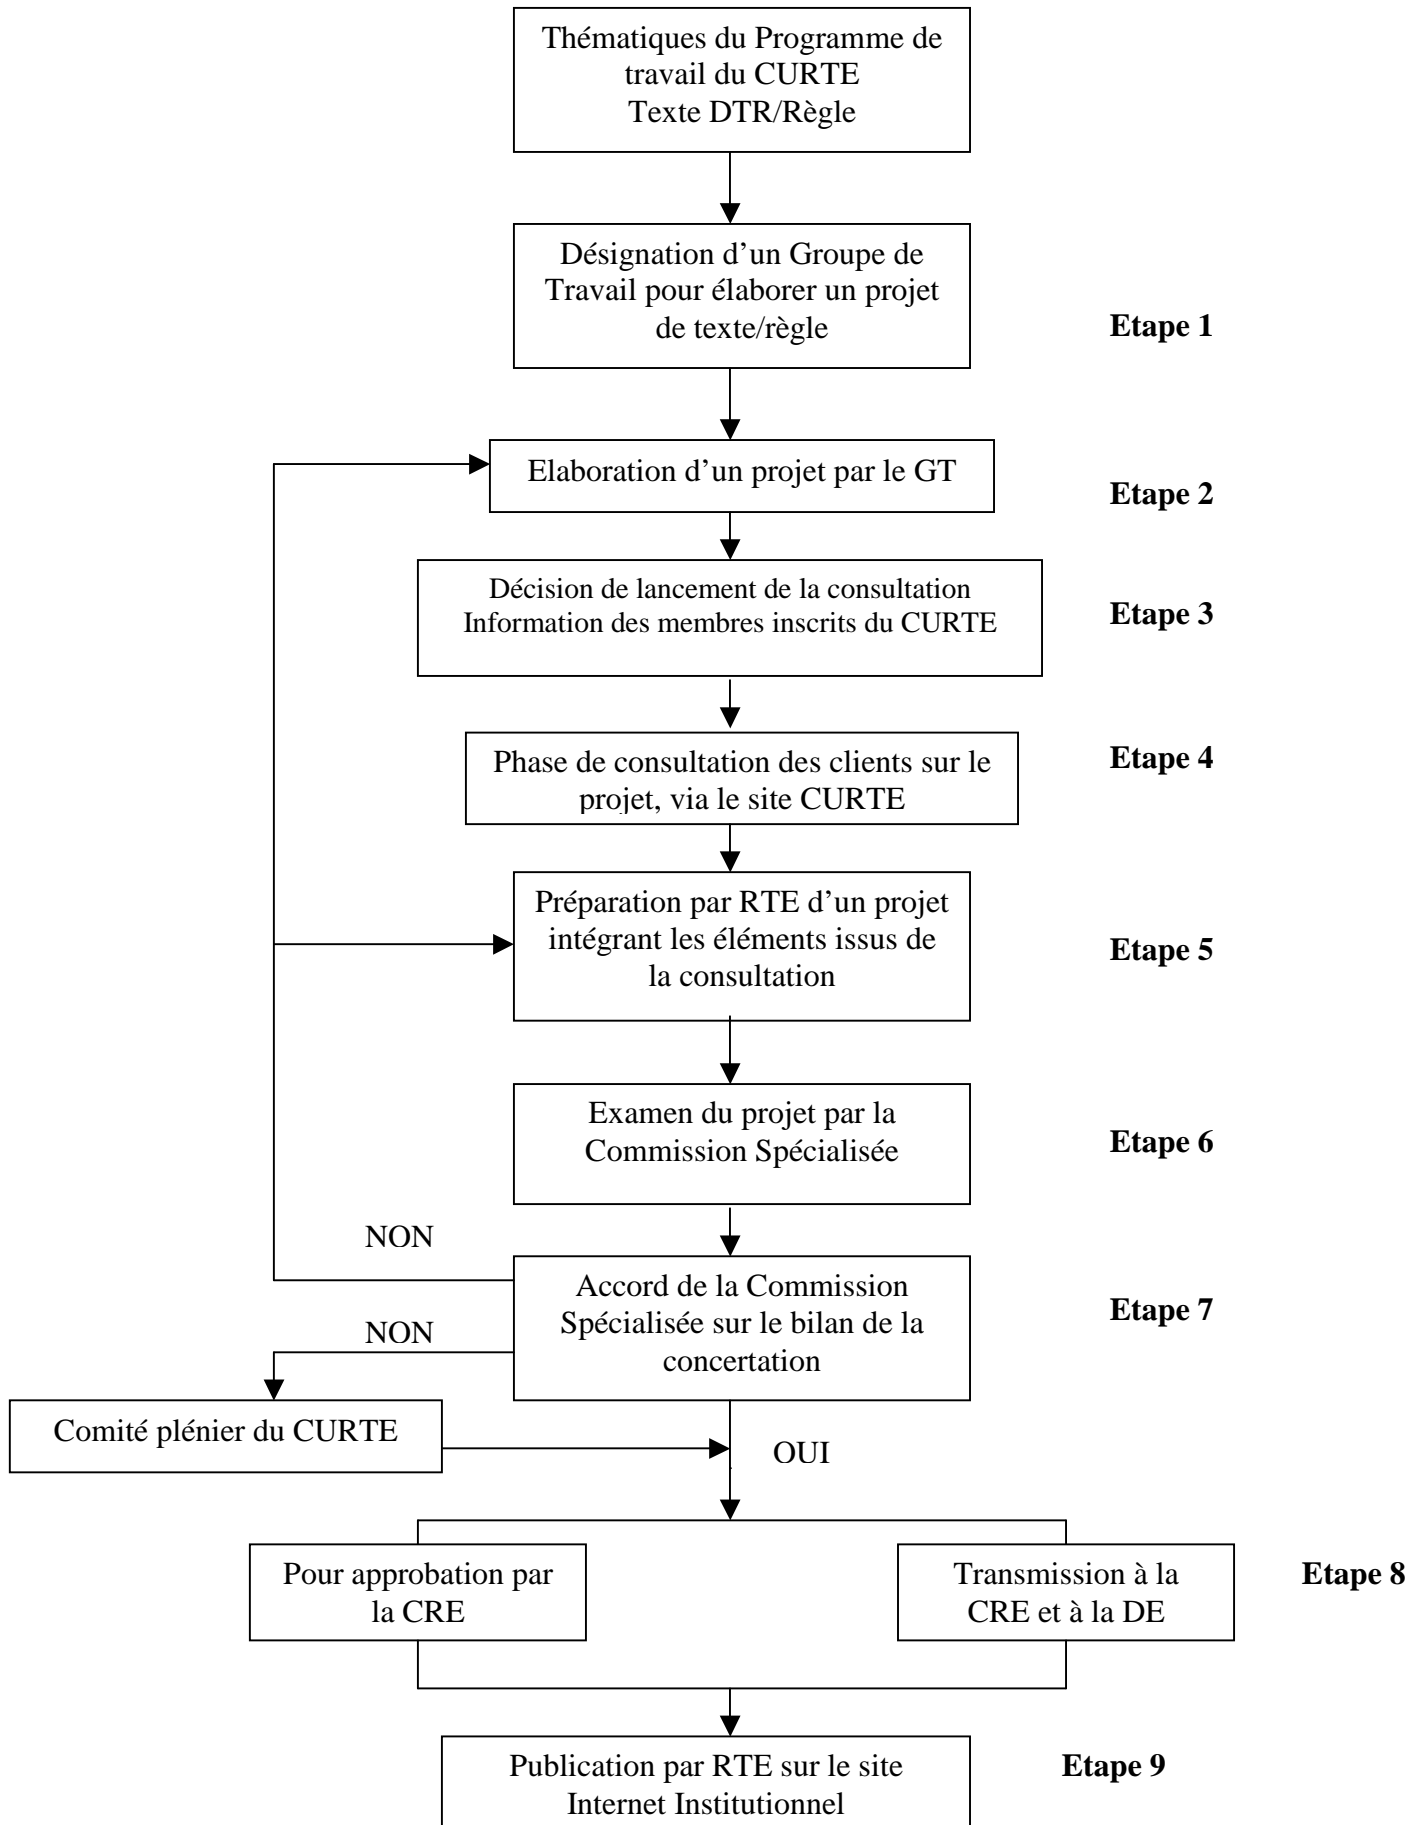 Thématiques du Programme de
travail du CURTE
Texte DTR/Règle
Désignation d’un Groupe de
Travail pour élaborer un projet
de texte/règle
Etape 1
Elaboration d’un projet par le GT
Etape 2
Décision de lancement de la consultation
Information des membres inscrits du CURTE
Etape 3
Phase de consultation des clients sur le
projet, via le site CURTE
Etape 4
Préparation par RTE d’un projet
intégrant les éléments issus de
la consultation
Etape 5
Examen du projet par la
Commission Spécialisée
Etape 6
NON
Accord de la Commission
Spécialisée sur le bilan de la
concertation
Etape 7
NON
Comité plénier du CURTE
OUI
Pour approbation par
la CRE
Transmission à la
CRE et à la DE
Etape 8
Publication par RTE sur le site
Internet Institutionnel
Etape 9